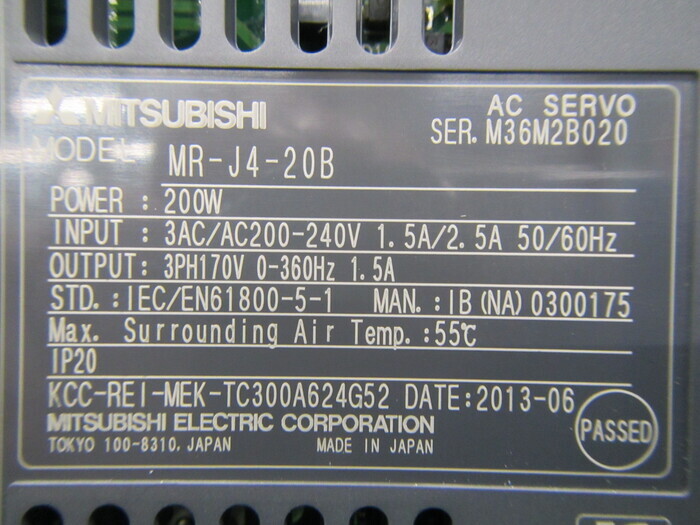 MITSUBISHI
AC SERVO
SER. M36M2B020
MODEL MR-J4-20B
POWER : 200W
INPUT : 3AC/AC200-240V 1.5A/2.5A 50/60Hz
OUTPUT: 3PH170V 0-360Hz 1.5A
STD.:IEC/EN61800-5-1 MAN.:IB(NA)0300175
Max. Surrounding Air Temp.:55℃
IP20
KCC-REI-MEK-TC300A624G52 DATE:2013-06
MITSUBISHI ELECTRIC CORPORATION
TOKYO 100-8310, JAPAN MADE IN JAPAN
PASSED